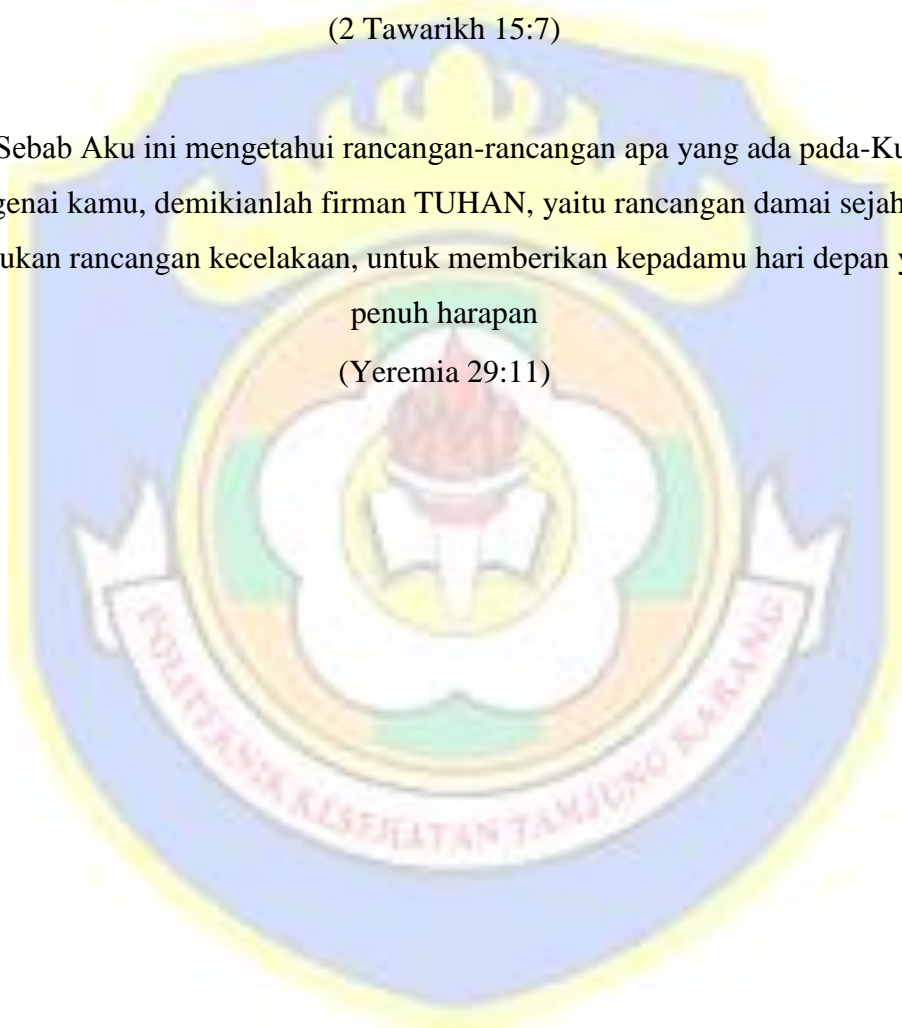 (2 Tawarikh 15:7)
Sebab Aku ini mengetahui rancangan-rancangan apa yang ada pada-Ku
genai kamu, demikianlah firman TUHAN, yaitu rancangan damai sejah
ukan rancangan kecelakaan, untuk memberikan kepadamu hari depan y
penuh harapan
(Yeremia 29:11)
POLITEKNIK KESEHATAN TANJUNG KARANG